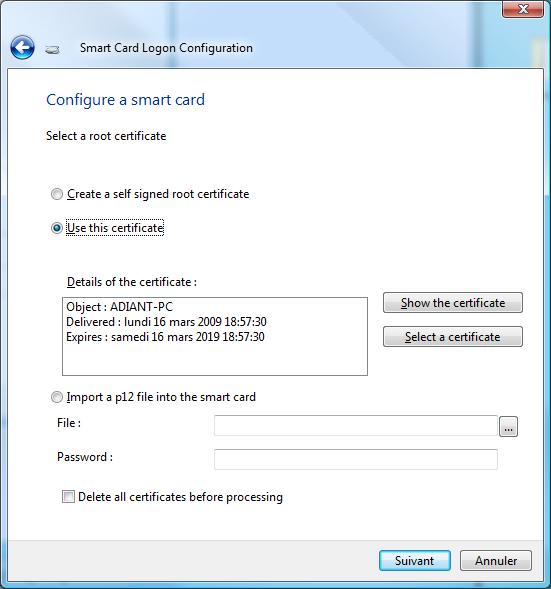 Smart Card Logon Configuration
Configure a smart card
Select a root certificate
Create a self signed root certificate
Use this certificate
Details of the certificate :
Object : ADIANT-PC
Delivered : lundi 16 mars 2009 18:57:30
Expires : samedi 16 mars 2019 18:57:30
Show the certificate
Select a certificate
Import a p12 file into the smart card
File :
...
Password :
Delete all certificates before processing
Suivant
Annuler